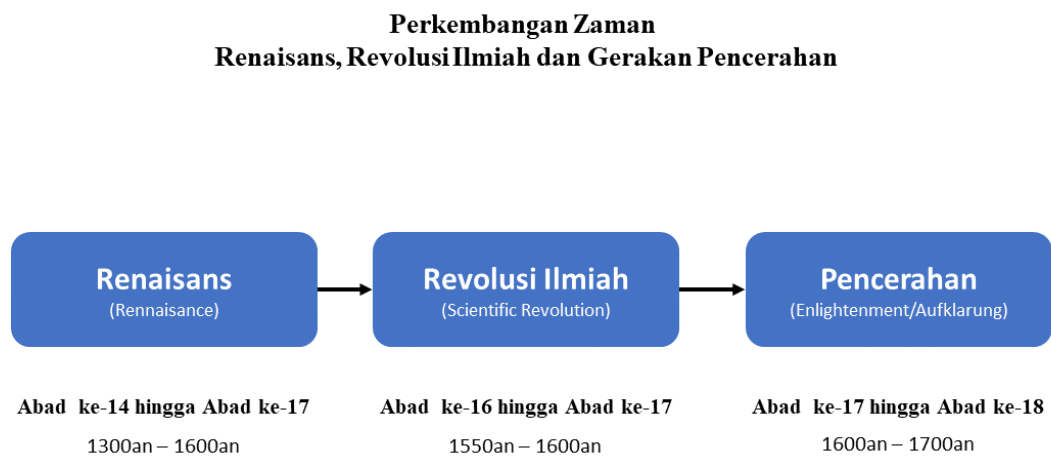 Perkembangan Zaman
Renaisans, Revolusi Ilmiah dan Gerakan Pencerahan
Renaisans
(Rennaisance)
Revolusi Ilmiah
(Scientific Revolution)
Pencerahan
(Enlightenment/Aufklarung)
Abad ke-14 hingga Abad ke-17
1300an – 1600an
Abad ke-16 hingga Abad ke-17
1550an – 1600an
Abad ke-17 hingga Abad ke-18
1600an – 1700an